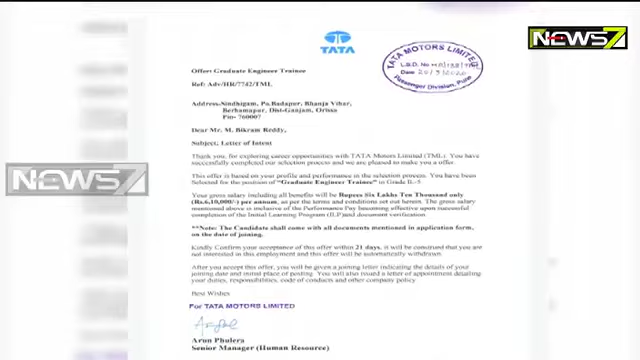 TATA
NEWS7
TATA MOTORS LIMITED
Passenger Division, Pune
Offer: Graduate Engineer Trainee
Ref: Adv/HR/7742/TML
Address-Sindhigam, Po.Badapur, Bhanja Vihar,
Berhamapur, Dist-Ganjam, Orissa
Pin- 760007
Dear Mr. M. Bikram Reddy,
Subject: Letter of Intent
Thank you, for exploring career opportunities with TATA Motors Limited (TML). You have
successfully completed our selection process and we are pleased to make you a offer.
This offer is based on your profile and performance in the selection process. You have been
Selected for the position of "Graduate Engineer Trainee" in Grade IL-5
Your gross salary including all benefits will be Rupees Six Lakhs Ten Thousand only
(Rs.6,10,000/-) per annum, as per the terms and conditions set out herein. The gross salary
mentioned above is inclusive of the Performance Pay becoming effective upon successful
completion of the Initial Learning Program (ILP)and document verification.
**Note: The Candidate shall come with all documents mentioned in application form,
on the date of joining.
Kindly Confirm your acceptance of this offer within 21 days, it will be construed that you are
not interested in this employment and this offer will be automatically withdrawn.
After you accept this offer, you will be given a joining letter indicating the details of your
joining date and initial place of posting. You will also issued a letter of appointment detailing
your duties, responsibilities, code of conducts and other company policy
Best Wishes
For TATA MOTORS LIMITED
Arun Phulera
Senior Manager (Human Resource)
NEWS7